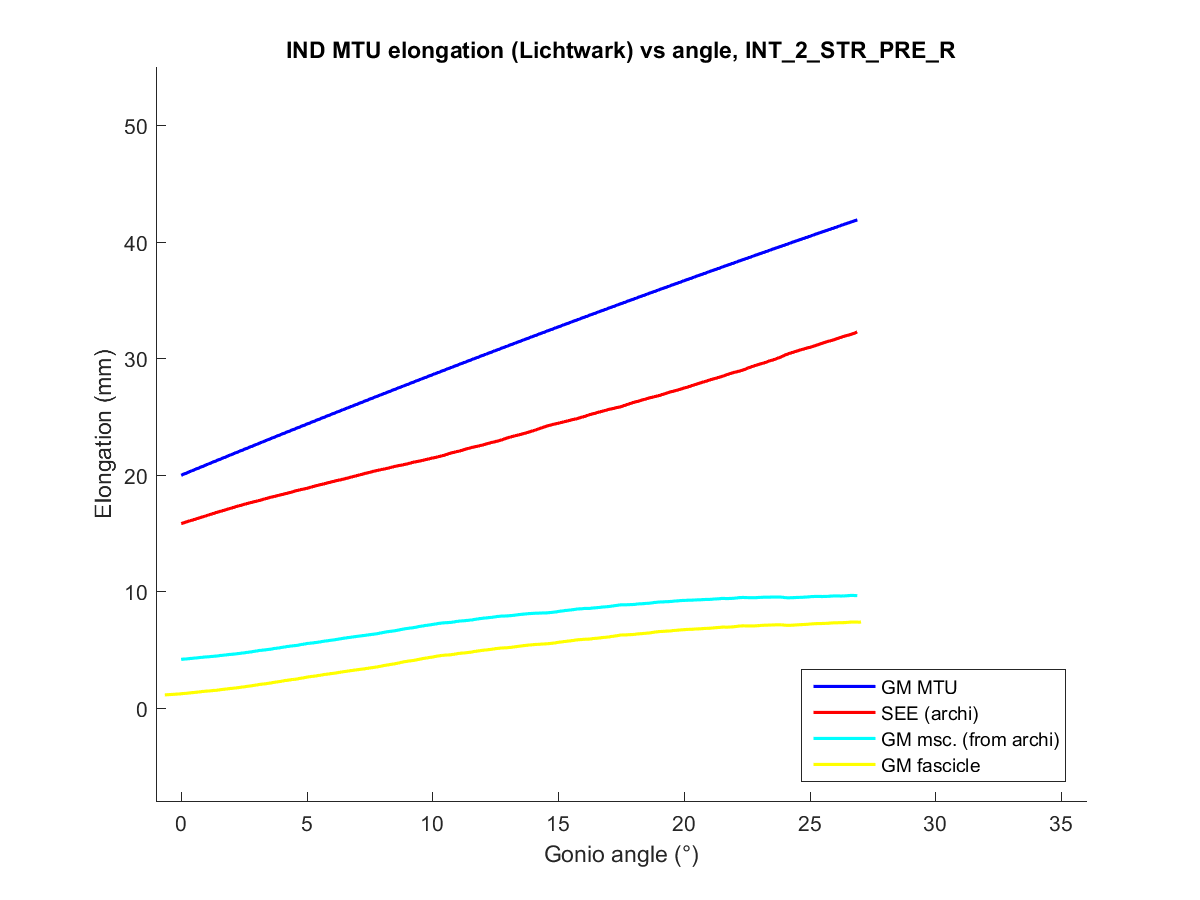 IND MTU elongation (Lichtwark) vs angle, INT_2_STR_PRE_R
50
40
30
20
10
0
Elongation (mm)
0 5 10 15 20 25 30 35
Gonio angle (°)
GM MTU
SEE (archi)
GM msc. (from archi)
GM fascicle